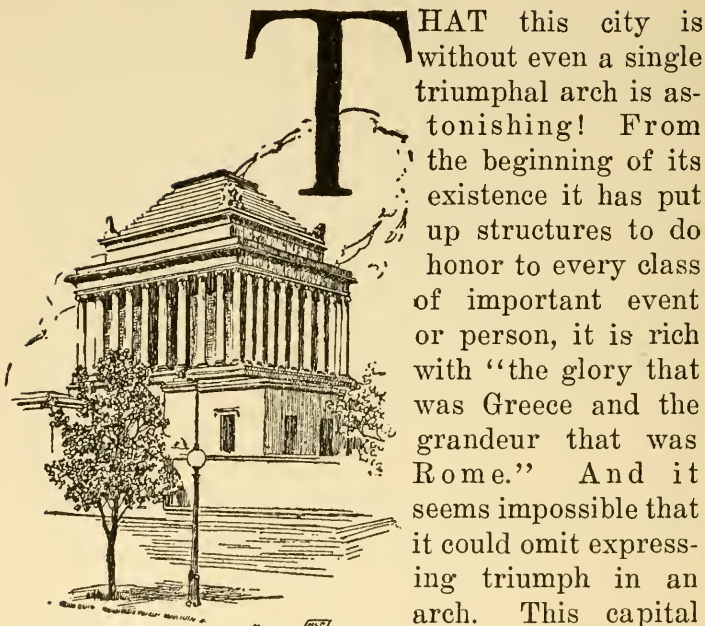 THAT this city is
without even a single
triumphal arch is as-
tonishing! From
the beginning of its
existence it has put
up structures to do
honor to every class
of important event
or person, it is rich
with “the glory that
was Greece and the
grandeur that was
Rome.” And it
seems impossible that
it could omit express-
ing triumph in an
arch. This capital